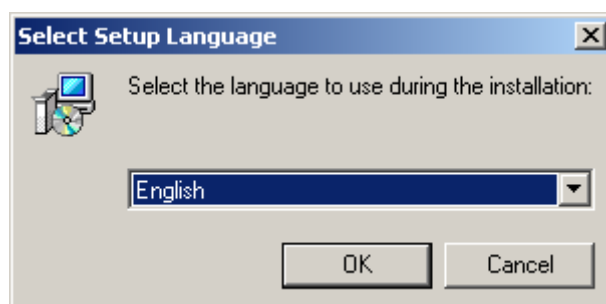 Select Setup Language
Select the language to use during the installation:
English
OK
Cancel